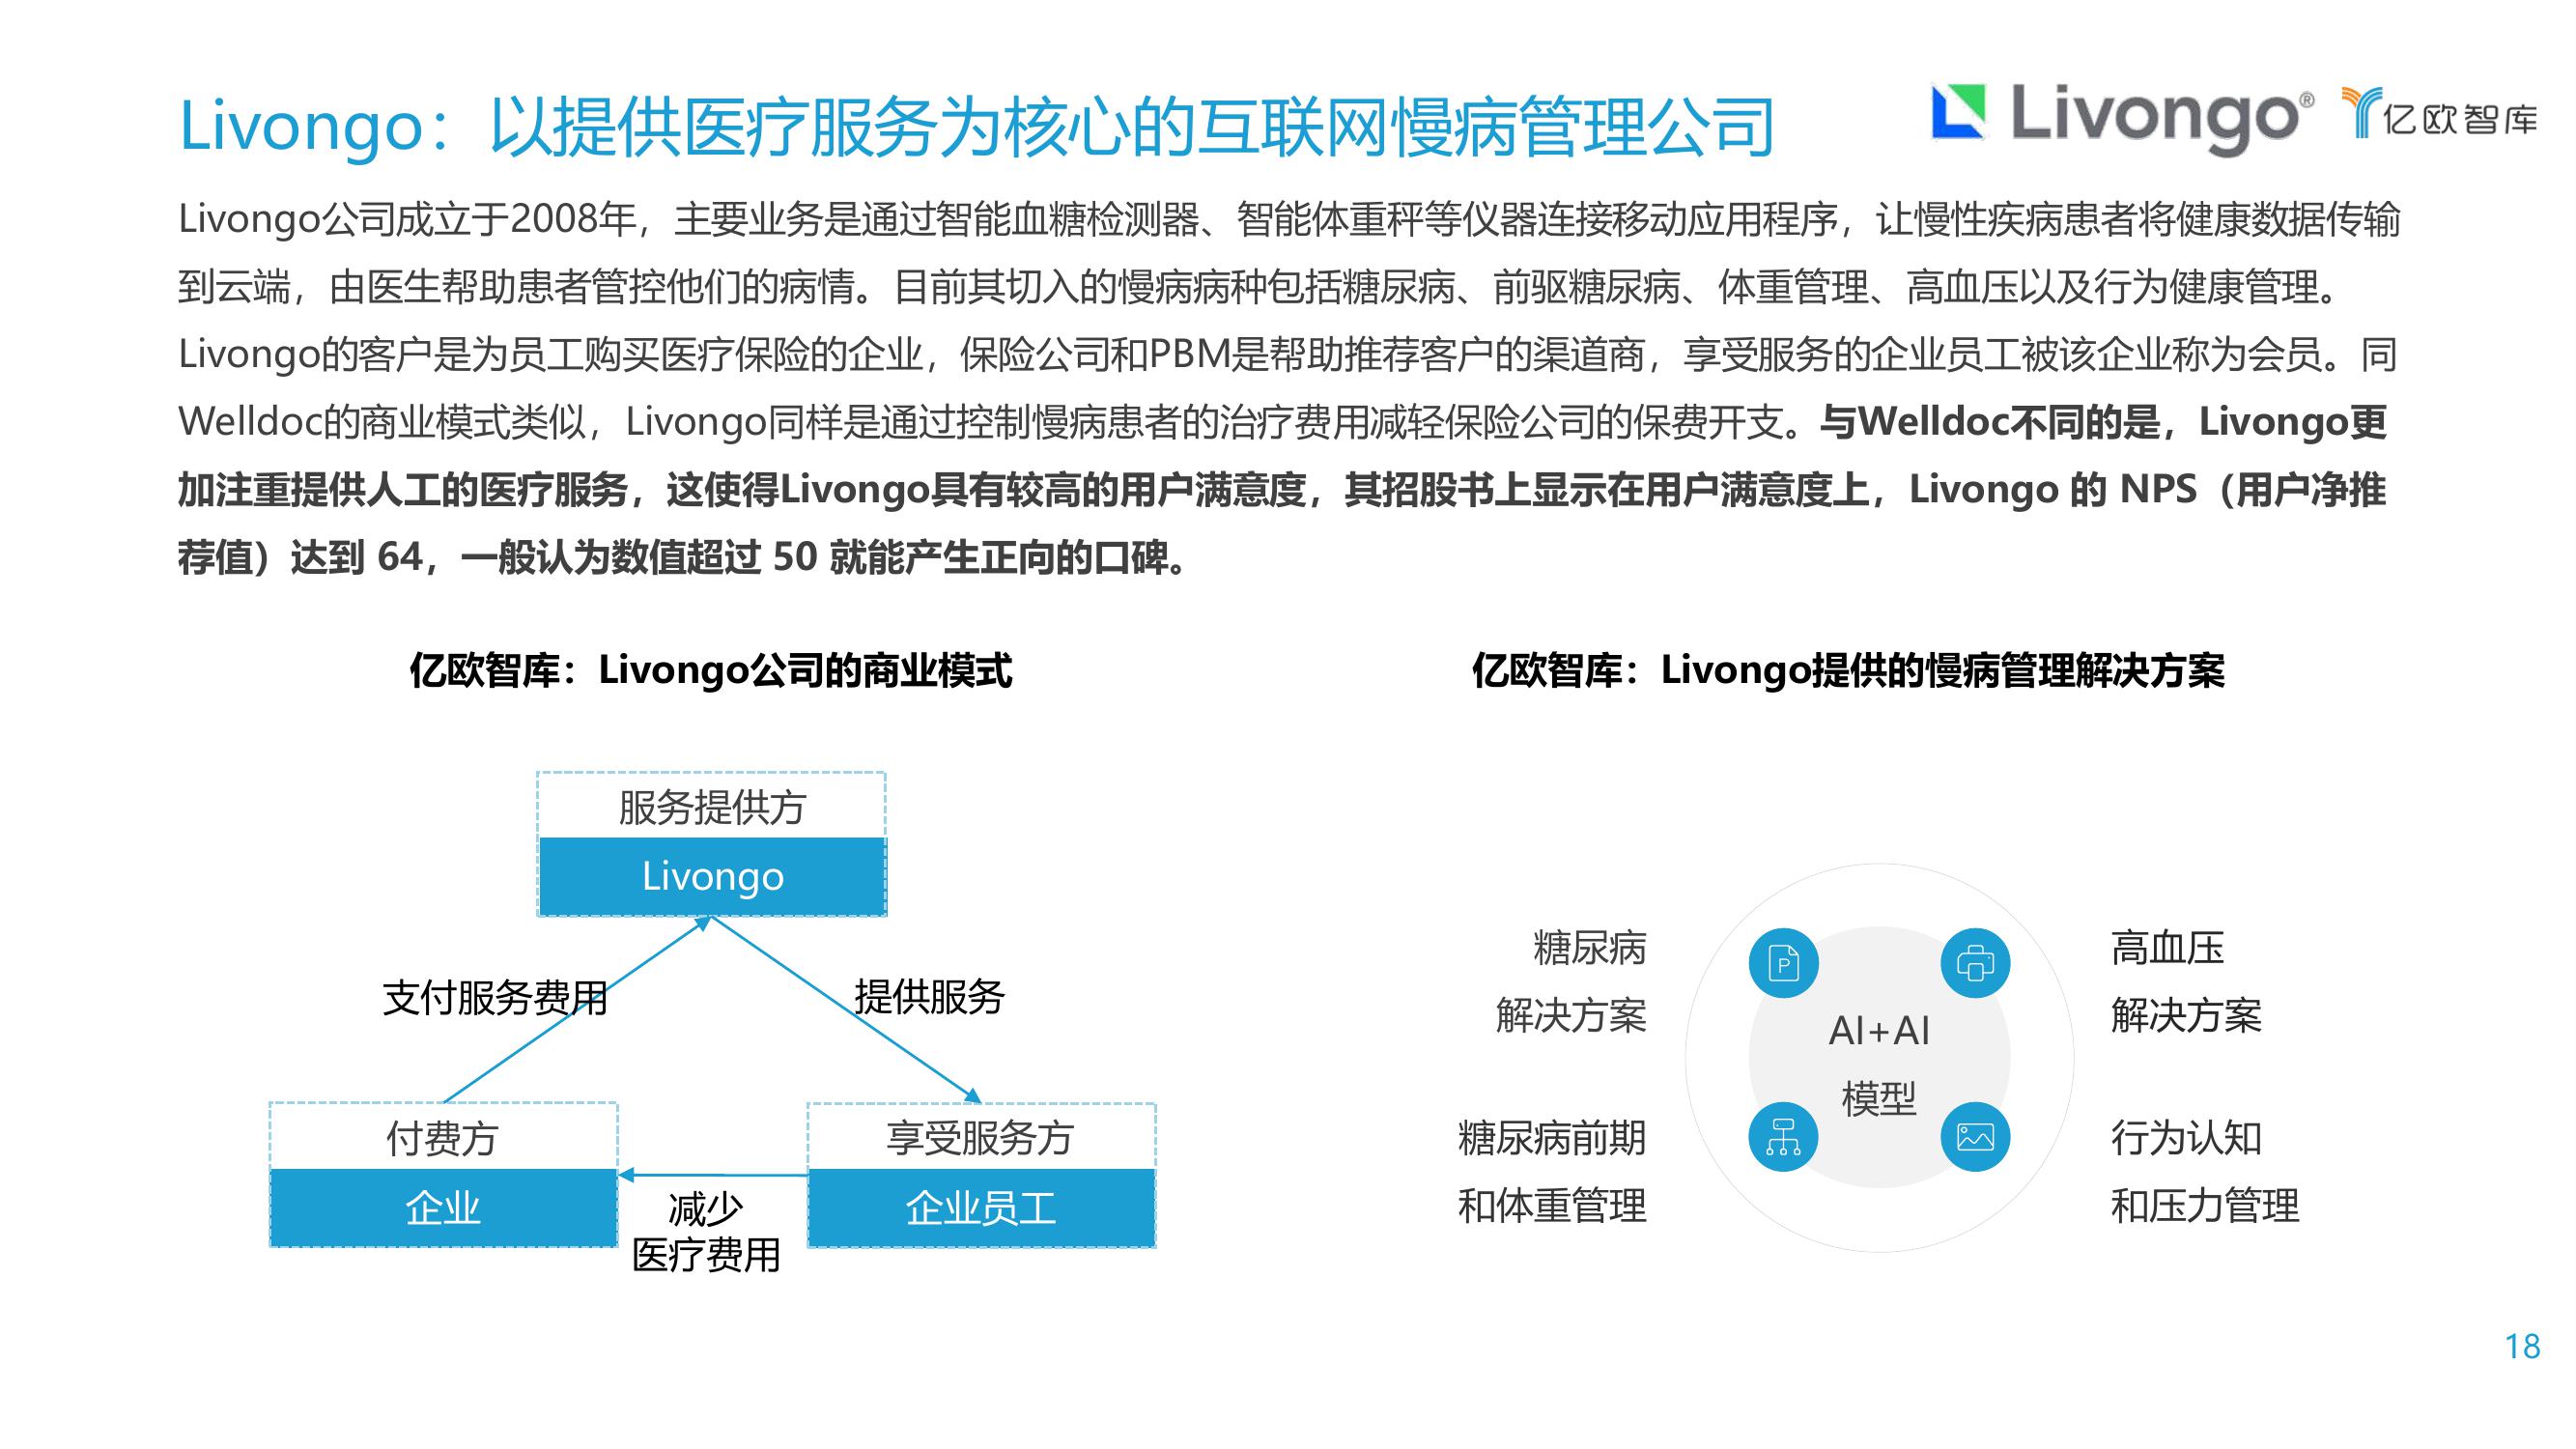 Livongo：以提供医疗服务为核心的互联网慢病管理公司
Livongo®
亿欧智库
Livongo公司成立于2008年，主要业务是通过智能血糖检测器、智能体重秤等仪器连接移动应用程序，让慢性疾病患者将健康数据传输
到云端，由医生帮助患者管控他们的病情。目前其切入的慢病病种包括糖尿病、前驱糖尿病、体重管理、高血压以及行为健康管理。
Livongo的客户是为员工购买医疗保险的企业，保险公司和PBM是帮助推荐客户的渠道商，享受服务的企业员工被该企业称为会员。同
Welldoc的商业模式类似，Livongo同样是通过控制慢病患者的治疗费用减轻保险公司的保费开支。与Welldoc不同的是，Livongo更
加注重提供人工的医疗服务，这使得Livongo具有较高的用户满意度，其招股书上显示在用户满意度上，Livongo 的 NPS（用户净推
荐值）达到 64，一般认为数值超过 50 就能产生正向的口碑。
亿欧智库：Livongo公司的商业模式
服务提供方
Livongo
支付服务费用
提供服务
付费方
企业
享受服务方
企业员工
减少
医疗费用
亿欧智库：Livongo提供的慢病管理解决方案
糖尿病
解决方案
高血压
解决方案
P
AI+AI
模型
糖尿病前期
和体重管理
行为认知
和压力管理
18